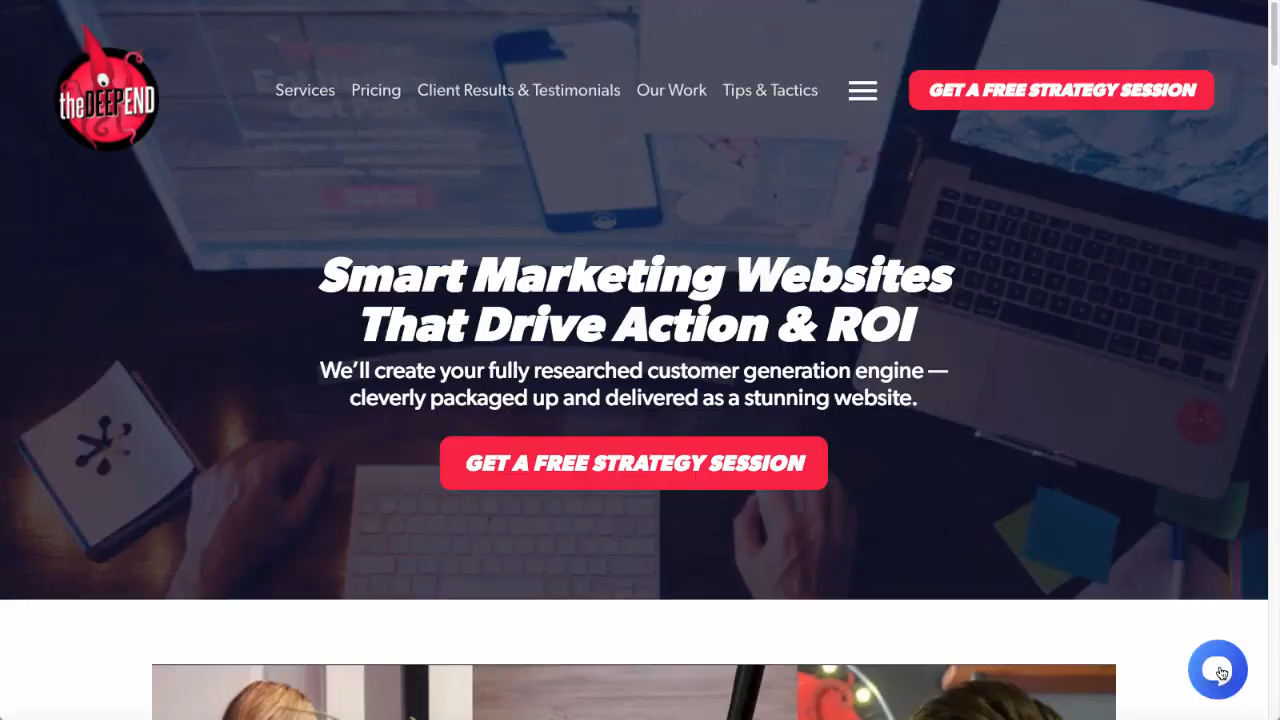 theDEEPEND
Services Pricing Client Results & Testimonials Our Work Tips & Tactics
GET A FREE STRATEGY SESSION
Smart Marketing Websites
That Drive Action & ROI
We’ll create your fully researched customer generation engine —
cleverly packaged up and delivered as a stunning website.
GET A FREE STRATEGY SESSION